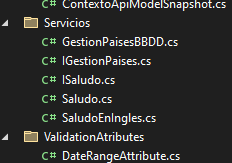 ContextoApiModelSnapshot.cs
Servicios
C# GestionPaisesBBDD.cs
C# IGestionPaises.cs
C# ISaludo.cs
C# Saludo.cs
C# SaludoEnIngles.cs
ValidationAtributes
C# DateRangeAttribute.cs